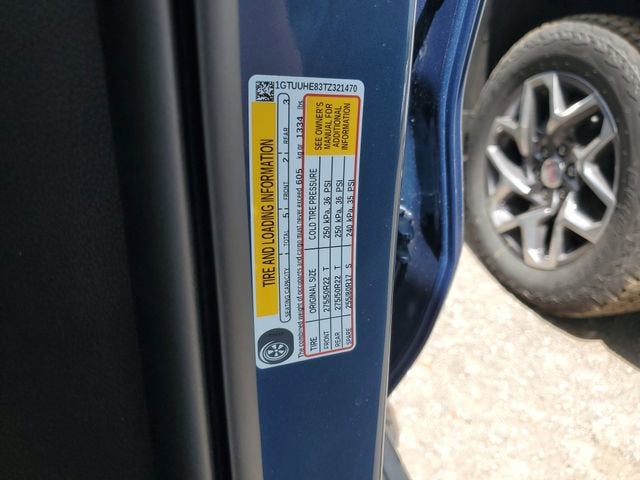 1GTUUHE83TZ321470
TIRE AND LOADING INFORMATION
SEATING CAPACITY TOTAL 5 FRONT 2 REAR 3
The combined weight of occupants and cargo must never exceed 605 kg or 1334 lbs
TIRE ORIGINAL SIZE COLD TIRE PRESSURE
FRONT 275/50R22 T 250 kPa, 36 PSI
REAR 275/50R22 T 250 kPa, 36 PSI
SPARE 255/80R17 S 240 kPa, 35 PSI
SEE OWNER'S
MANUAL FOR
ADDITIONAL
INFORMATION